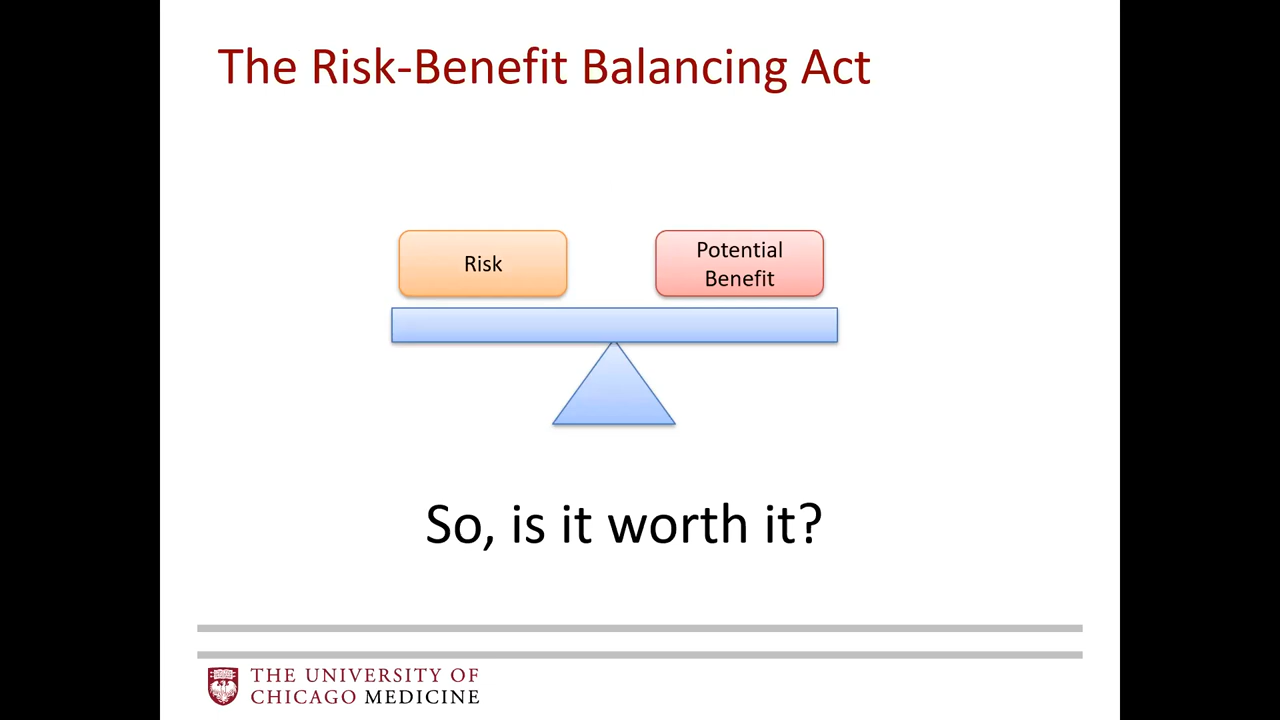 The Risk-Benefit Balancing Act
Risk
Potential
Benefit
So, is it worth it?
THE UNIVERSITY OF
CHICAGO MEDICINE